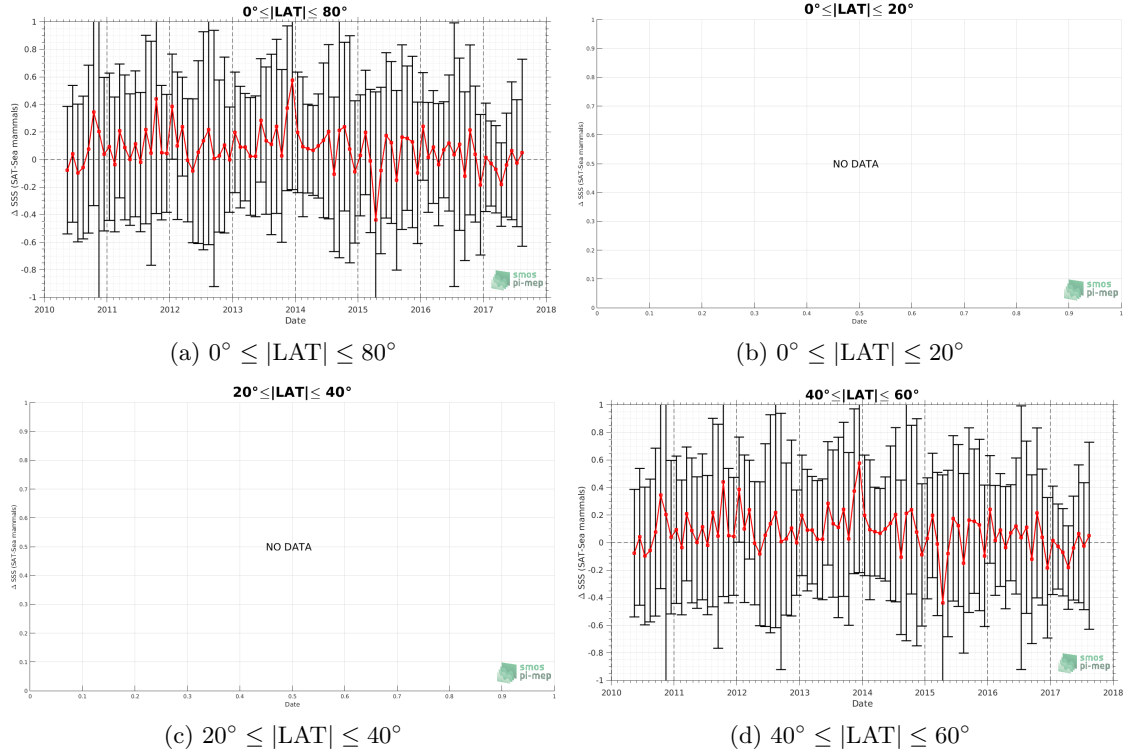 0°≤|LAT|≤ 80°
1
0.8
0.6
0.4
0.2
0
-0.2
-0.4
-0.6
-0.8
-1
Δ SSS (SAT-Sea mammals)
2010 2011 2012 2013 2014 2015 2016 2017 2018
Date
smos
pi-mep
(a) 0° ≤ |LAT| ≤ 80°
0°≤|LAT|≤ 20°
1
0.9
0.8
0.7
0.6
0.5
0.4
0.3
0.2
0.1
0
Δ SSS (SAT-Sea mammals)
NO DATA
0 0.1 0.2 0.3 0.4 0.5 0.6 0.7 0.8 0.9 1
Date
smos
pi-mep
(b) 0° ≤ |LAT| ≤ 20°
20°≤|LAT|≤ 40°
1
0.9
0.8
0.7
0.6
0.5
0.4
0.3
0.2
0.1
0
Δ SSS (SAT-Sea mammals)
NO DATA
0 0.1 0.2 0.3 0.4 0.5 0.6 0.7 0.8 0.9 1
Date
smos
pi-mep
(c) 20° ≤ |LAT| ≤ 40°
40°≤|LAT|≤ 60°
1
0.8
0.6
0.4
0.2
0
-0.2
-0.4
-0.6
-0.8
-1
Δ SSS (SAT-Sea mammals)
2010 2011 2012 2013 2014 2015 2016 2017 2018
Date
smos
pi-mep
(d) 40° ≤ |LAT| ≤ 60°